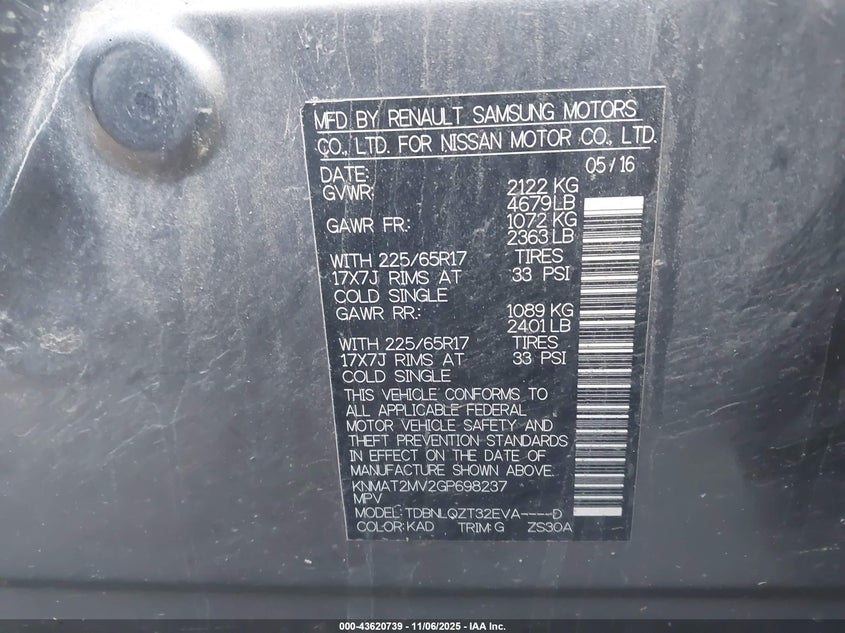 MFD BY RENAULT SAMSUNG MOTORS
CO., LTD. FOR NISSAN MOTOR CO., LTD.
DATE: 05/16
GVWR: 2122 KG
4679 LB
GAWR FR: 1072 KG
2363 LB
WITH 225/65R17 TIRES
17X7J RIMS AT 33 PSI
COLD SINGLE
GAWR RR: 1089 KG
2401 LB
WITH 225/65R17 TIRES
17X7J RIMS AT 33 PSI
COLD SINGLE
THIS VEHICLE CONFORMS TO
ALL APPLICABLE FEDERAL
MOTOR VEHICLE SAFETY AND
THEFT PREVENTION STANDARDS
IN EFFECT ON THE DATE OF
MANUFACTURE SHOWN ABOVE.
KNMAT2MV2GP698237
MPV
MODEL: TDBNLQZT32EVA----D
COLOR: KAD TRIM: G ZS30A
000-43620739 - 11/06/2025 - IAA Inc.